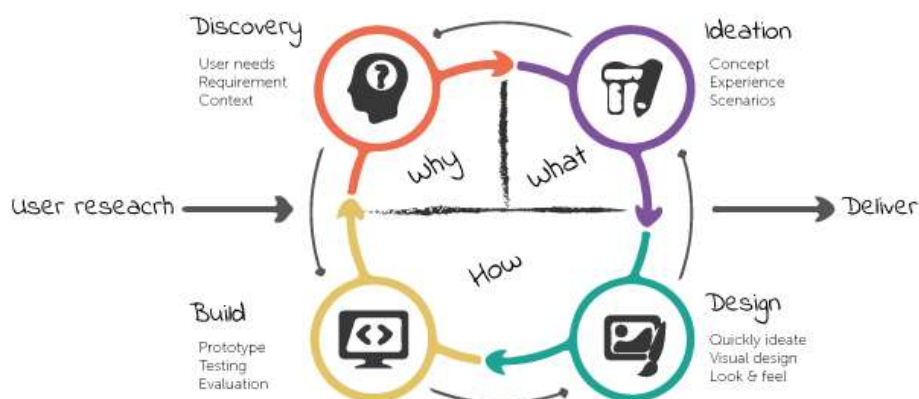 Discovery
User needs
Requirement
Context
Ideation
Concept
Experience
Scenarios
?
Why
What
User reseacrh
Deliver
How
Build
Prototype
Testing
Evaluation
Design
Quickly ideate
Visual design
Look & feel